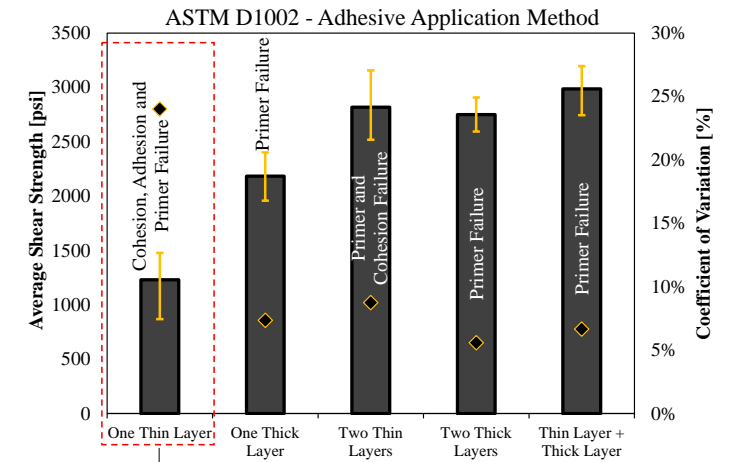 ASTM D1002 - Adhesive Application Method
Average Shear Strength [psi]
3500
3000
2500
2000
1500
1000
500
0
Cohesion, Adhesion and
Primer Failure
Primer Failure
Primer and
Cohesion Failure
Primer Failure
Primer Failure
30%
25%
20%
15%
10%
5%
0%
Coefficient of Variation [%]
One Thin Layer
One Thick
Layer
Two Thin
Layers
Two Thick
Layers
Thin Layer +
Thick Layer